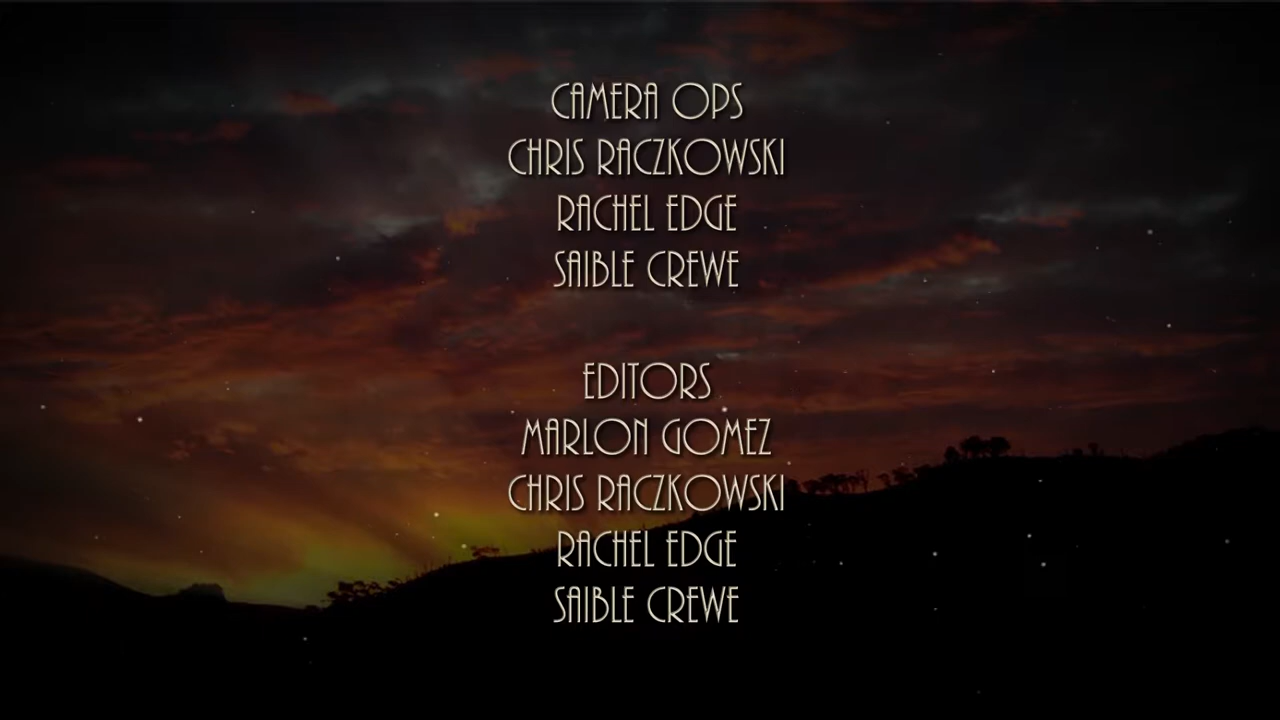 CAMERA OPS
CHRIS RACZKOWSKI
RACHEL EDGE
SAIBLE CREWE
EDITORS
MARLON GOMEZ
CHRIS RACZKOWSKI
RACHEL EDGE
SAIBLE CREWE